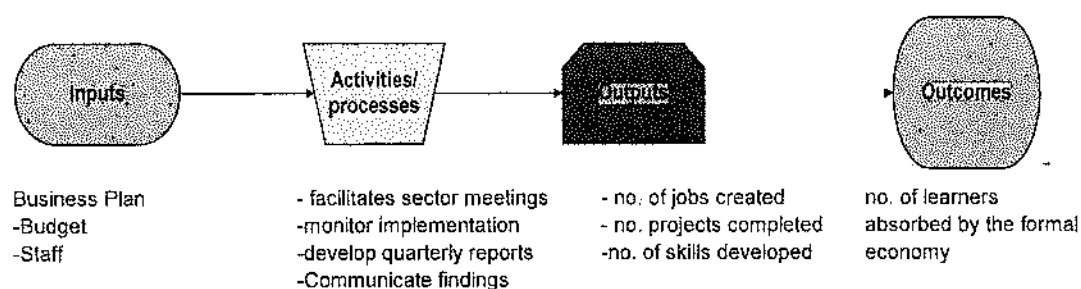 Inputs
Activities/
processes
Outputs
Outcomes
Business Plan
-Budget
-Staff
- facilitates sector meetings
-monitor implementation
-develop quarterly reports
-Communicate findings
- no. of jobs created
- no. projects completed
-no. of skills developed
no. of learners
absorbed by the formal
economy